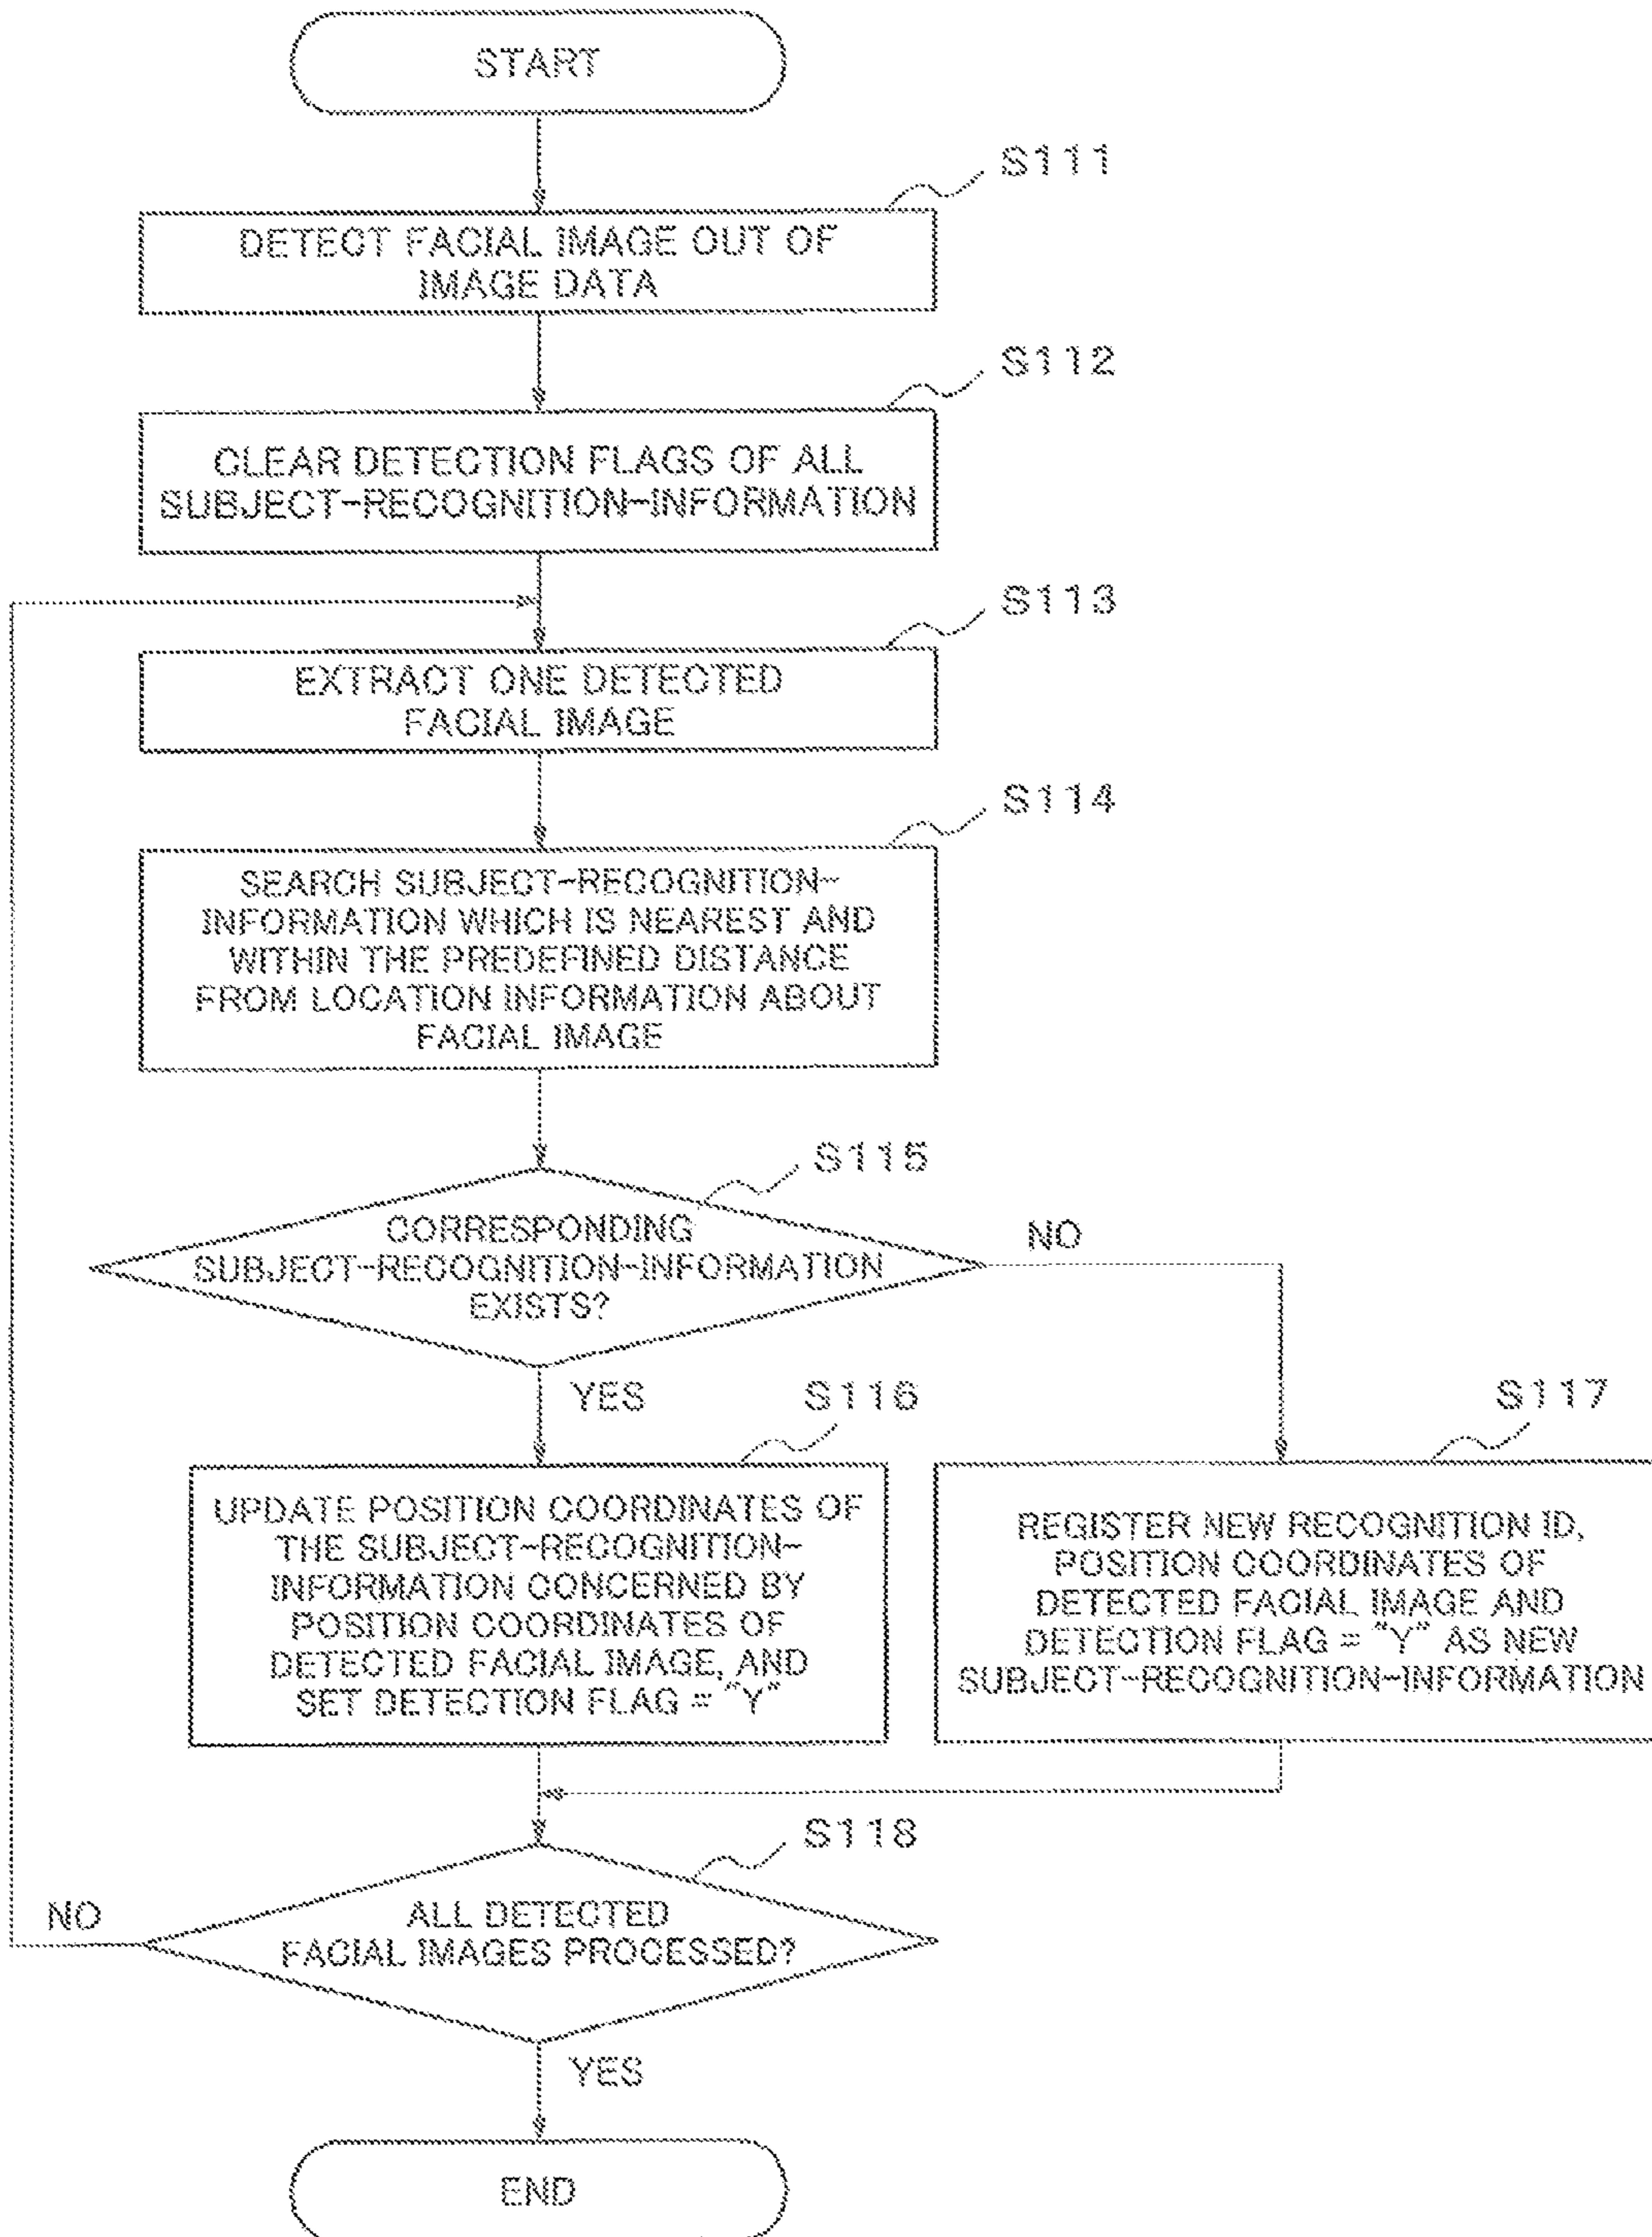 START
S111
DETECT FACIAL IMAGE OUT OF
IMAGE DATA
S112
CLEAR DETECTION FLAGS OF ALL
SUBJECT-RECOGNITION-INFORMATION
S113
EXTRACT ONE DETECTED
FACIAL IMAGE
S114
SEARCH SUBJECT-RECOGNITION-
INFORMATION WHICH IS NEAREST AND
WITHIN THE PREDEFINED DISTANCE
FROM LOCATION INFORMATION ABOUT
FACIAL IMAGE
S115
CORRESPONDING
SUBJECT-RECOGNITION-INFORMATION
EXISTS?
NO
YES
S116
UPDATE POSITION COORDINATES OF
THE SUBJECT-RECOGNITION-
INFORMATION CONCERNED BY
POSITION COORDINATES OF
DETECTED FACIAL IMAGE, AND
SET DETECTION FLAG = "Y"
S117
REGISTER NEW RECOGNITION ID,
POSITION COORDINATES OF
DETECTED FACIAL IMAGE AND
DETECTION FLAG = "Y" AS NEW
SUBJECT-RECOGNITION-INFORMATION
S118
ALL DETECTED
FACIAL IMAGES PROCESSED?
NO
YES
END